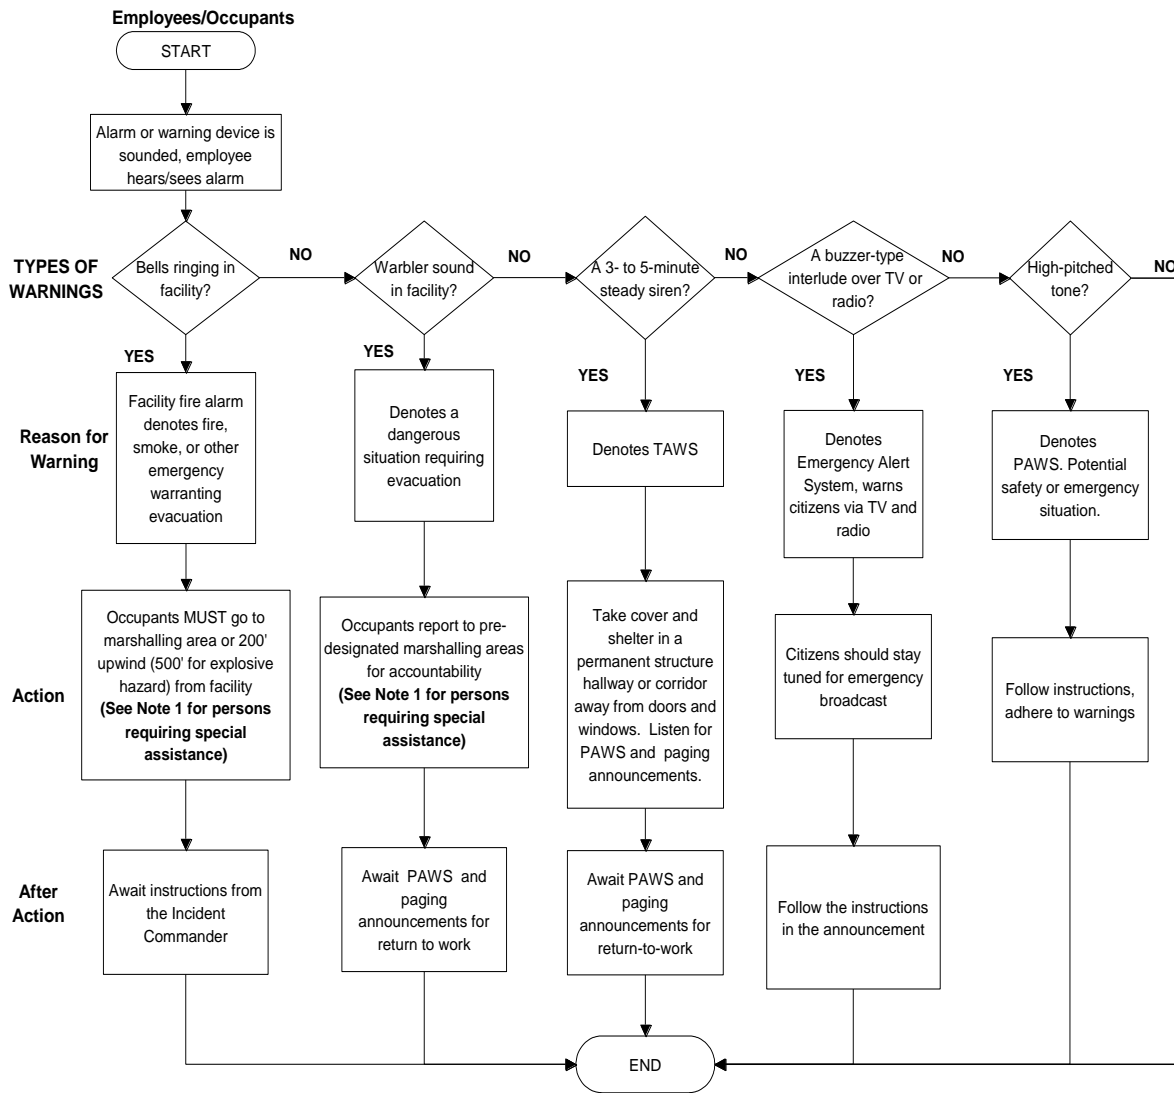 Employees/Occupants
START
Alarm or warning device is
sounded, employee
hears/sees alarm
TYPES OF
WARNINGS
Bells ringing in
facility?
NO
Warbler sound
in facility?
NO
A 3- to 5-minute
steady siren?
NO
A buzzer-type
interlude over TV or
radio?
NO
High-pitched
tone?
NO
YES
YES
YES
YES
YES
Reason for
Warning
Facility fire alarm
denotes fire,
smoke, or other
emergency
warranting
evacuation
Denotes a
dangerous
situation requiring
evacuation
Denotes TAWS
Denotes
Emergency Alert
System, warns
citizens via TV and
radio
Denotes
PAWS. Potential
safety or emergency
situation.
Action
Occupants MUST go to
marshalling area or 200'
upwind (500' for explosive
hazard) from facility
(See Note 1 for persons
requiring special
assistance)
Occupants report to pre-
designated marshalling areas
for accountability
(See Note 1 for persons
requiring special
assistance)
Take cover and
shelter in a
permanent structure
hallway or corridor
away from doors and
windows. Listen for
PAWS and paging
announcements.
Citizens should stay
tuned for emergency
broadcast
Follow instructions,
adhere to warnings
After
Action
Await instructions from
the Incident
Commander
Await PAWS and
paging
announcements for
return to work
Await PAWS and
paging
announcements for
return-to-work
Follow the instructions
in the announcement
END